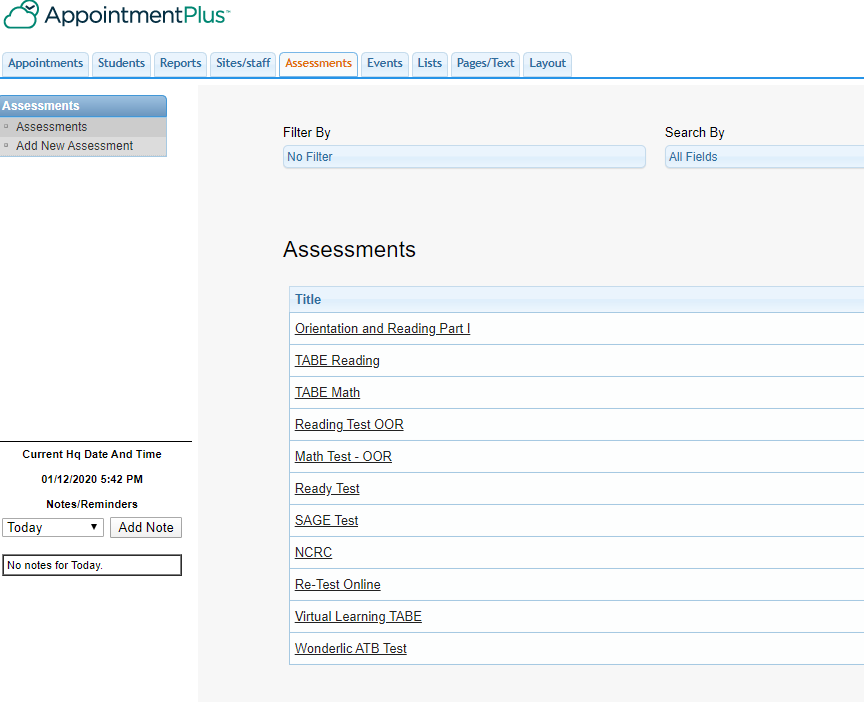 AppointmentPlus™
Appointments Students Reports Sites/staff Assessments Events Lists Pages/Text Layout
Assessments
Assessments
Add New Assessment
Filter By
No Filter
Search By
All Fields
Assessments
Title
Orientation and Reading Part I
TABE Reading
TABE Math
Reading Test OOR
Math Test - OOR
Ready Test
SAGE Test
NCRC
Re-Test Online
Virtual Learning TABE
Wonderlic ATB Test
Current Hq Date And Time
01/12/2020 5:42 PM
Notes/Reminders
Today
Add Note
No notes for Today.